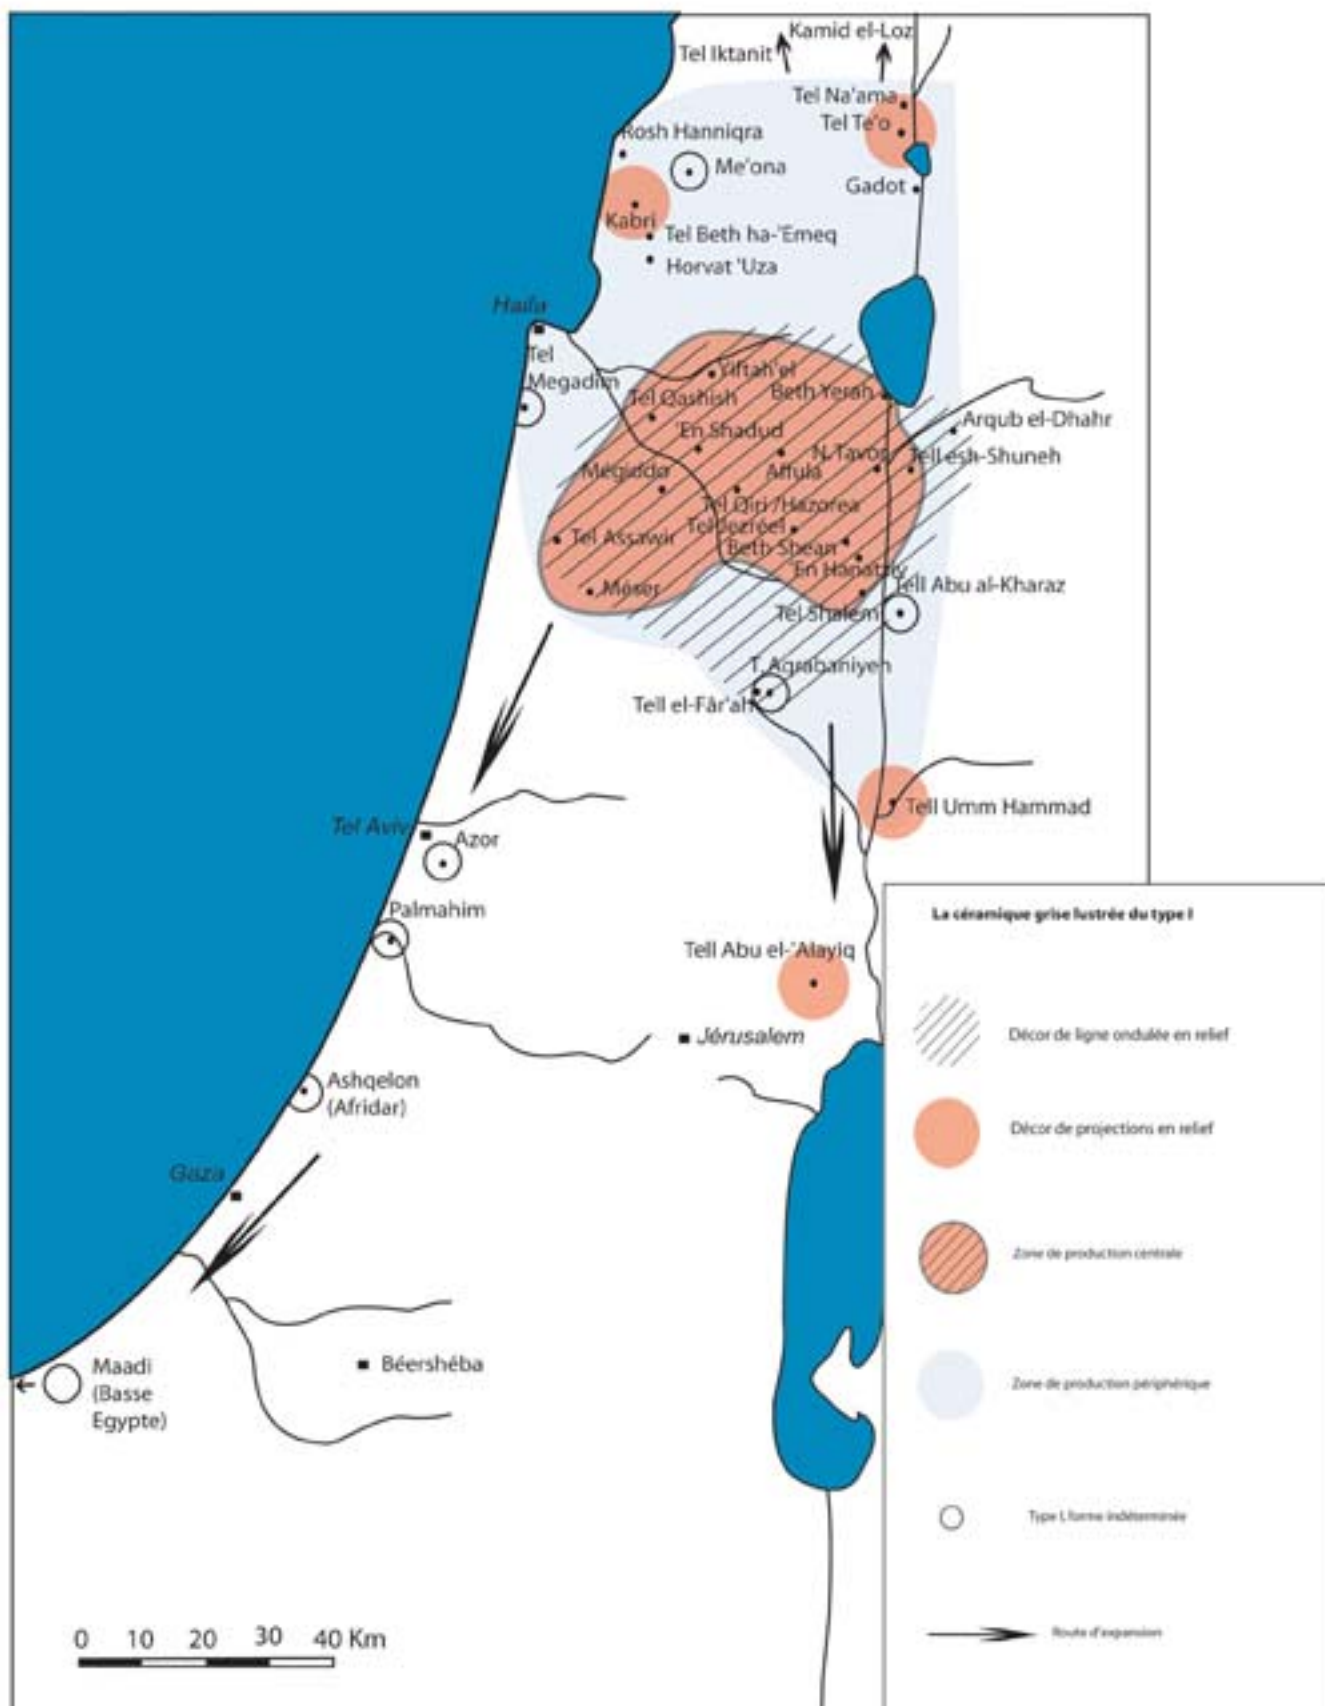 Kamid el-Loz
Tel Iktanit
Tel Na'ama
Tel Te'o
Rosh Hanniqra
Me'ona
Gadot
Kabri
Tel Beth ha-'Emeq
Horvat 'Uza
Haifa
Tel
Megadim
Yiftah'el
Beth Yerah
Tel Qashish
Arqub el-Dhahr
'En Shadud
N. Tavor
Tell esh-Shuneh
Megiddo
Affula
Tel Qiri /Hazorea
Tel Jezréel
Tel Assawir
Beth Shean
'En Hanatziv
Tell Abu al-Kharaz
Méser
Tel Shalem
T. Aqrabaniyeh
Tell el-Fâr'ah
Tell Umm Hammad
Tel Aviv
Azor
Palmahim
Tell Abu el-'Alayiq
Jérusalem
Ashqelon
(Afridar)
Gaza
Béershéba
Maadi
(Basse
Egypte)
0 10 20 30 40 Km
La céramique grise lustrée du type I
Décor de ligne ondulée en relief
Décor de projections en relief
Zone de production centrale
Zone de production périphérique
Type I, forme indéterminée
Route d'expansion